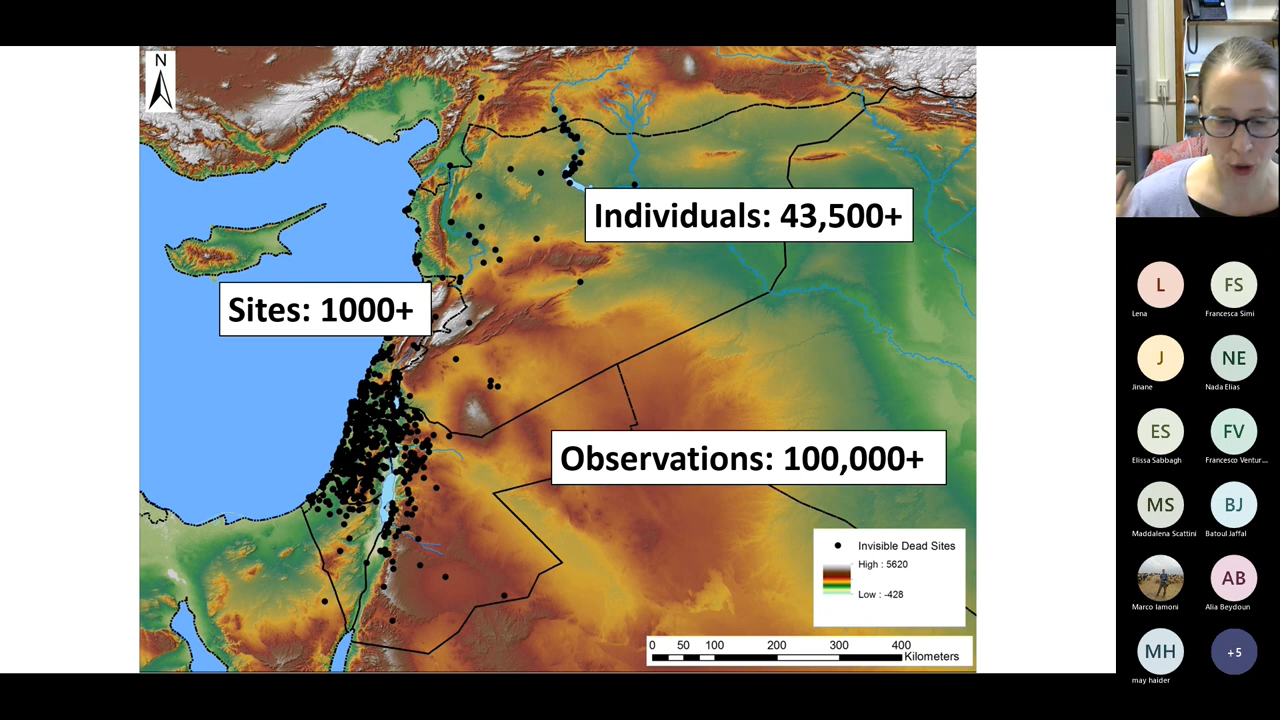 N
Individuals: 43,500+
Sites: 1000+
Observations: 100,000+
Invisible Dead Sites
High : 5620
Low : -428
0 50 100 200 300 400
Kilometers
L
Lena
FS
Francesca Simi
J
Jinane
NE
Nada Elias
ES
Elissa Sabbagh
FV
Francesco Ventur...
MS
Maddalena Scattini
BJ
Batoul Jaffal
Marco Iamoni
AB
Alia Beydoun
MH
may haider
+5